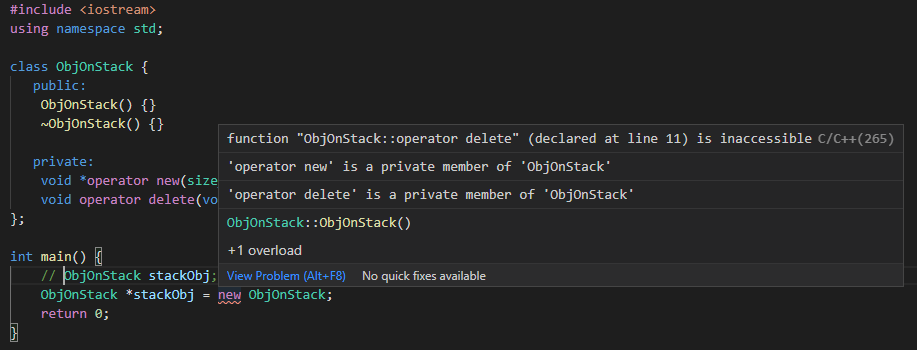 #include <iostream>
using namespace std;
class ObjOnStack {
public:
ObjOnStack() {}
~ObjOnStack() {}
private:
void *operator new(size
void operator delete(vo
};
function "ObjOnStack::operator delete" (declared at line 11) is inaccessible C/C++(265)
'operator new' is a private member of 'ObjOnStack'
'operator delete' is a private member of 'ObjOnStack'
ObjOnStack::ObjOnStack()
+1 overload
View Problem (Alt+F8) No quick fixes available
int main() {
// ObjOnStack stackObj;
ObjOnStack *stackObj = new ObjOnStack;
return 0;
}